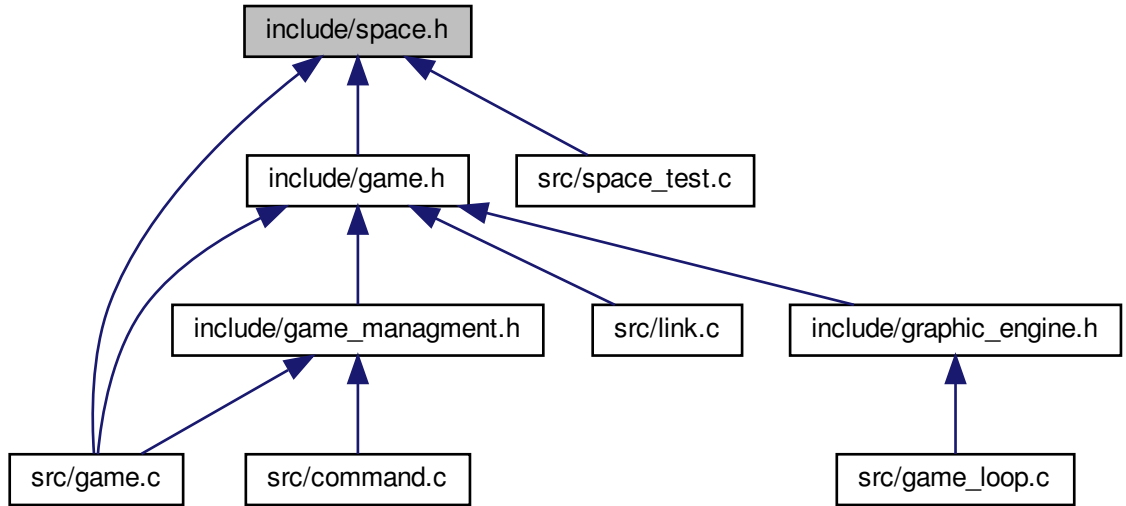 include/space.h
include/game.h
src/space_test.c
include/game_managment.h
src/link.c
include/graphic_engine.h
src/game.c
src/command.c
src/game_loop.c